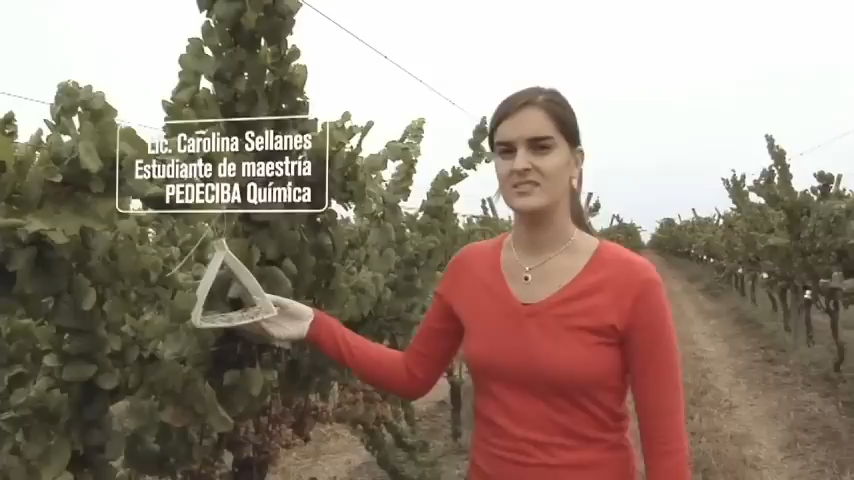 Lic. Carolina Sellanes
Estudiante de maestría
PEDECIBA Química